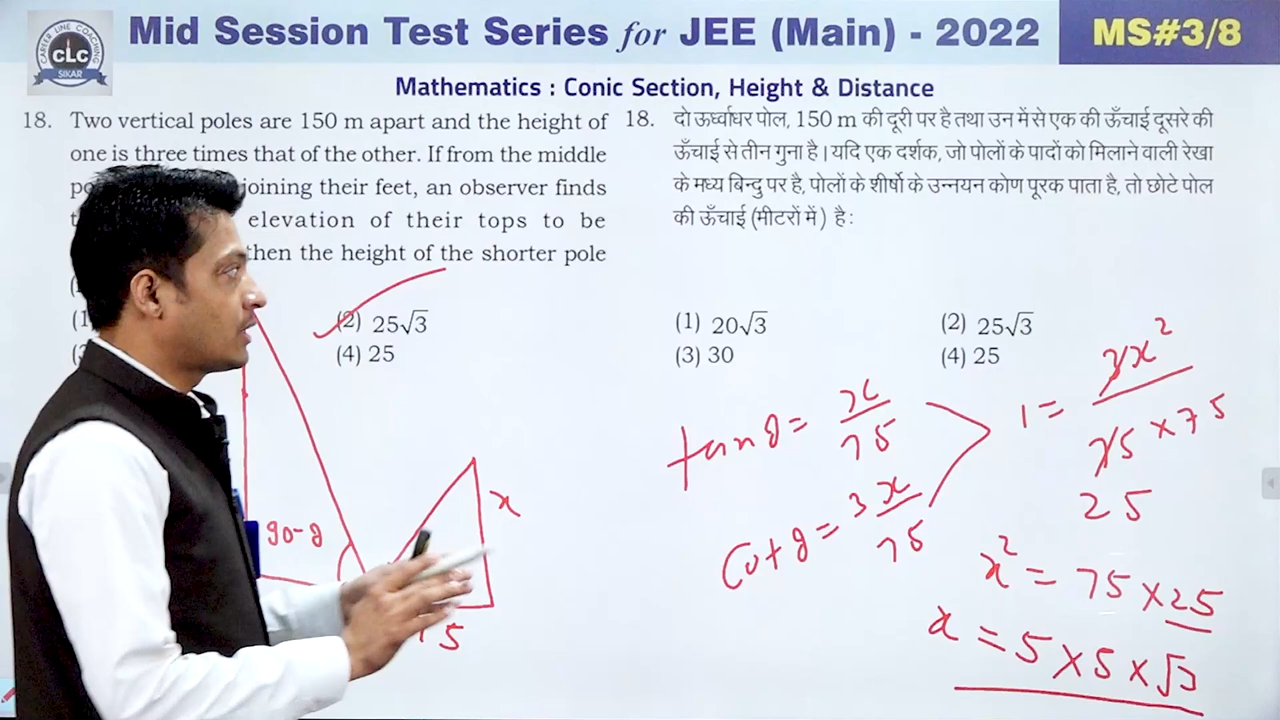 CAREER LINE COACHING
CLC
SIKAR
Mid Session Test Series for JEE (Main) - 2022
MS#3/8
Mathematics : Conic Section, Height & Distance
18. Two vertical poles are 150 m apart and the height of
one is three times that of the other. If from the middle
joining their feet, an observer finds
elevation of their tops to be
then the height of the shorter pole
(2) 25√3
(4) 25
18. दो ऊर्ध्वाधर पोल, 150 m की दूरी पर है तथा उन में से एक की ऊँचाई दूसरे की
ऊँचाई से तीन गुना है। यदि एक दर्शक, जो पोलों के पादों को मिलाने वाली रेखा
के मध्य बिन्दु पर है, पोलों के शीर्षो के उन्नयन कोण पूरक पाता है, तो छोटे पोल
की ऊँचाई (मीटरों में ) है :
(1) 20√3
(2) 25√3
(3) 30
(4) 25
90-θ
x
tanθ = x/75
cotθ = 3x/75
1 = 3x²/75×75
25
x² = 75 × 25
x = 5 × 5 × √3